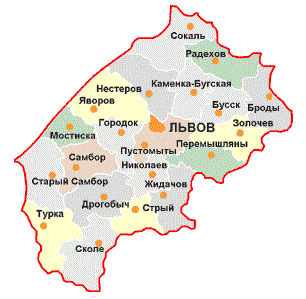 Сокаль
Радехов
Нестеров
Каменка-Бугская
Яворов
Буск
Броды
Городок
ЛЬВОВ
Золочев
Мостиска
Пустомыты
Перемышляны
Самбор
Николаев
Старый Самбор
Жидачов
Дрогобыч
Стрый
Турка
Сколе